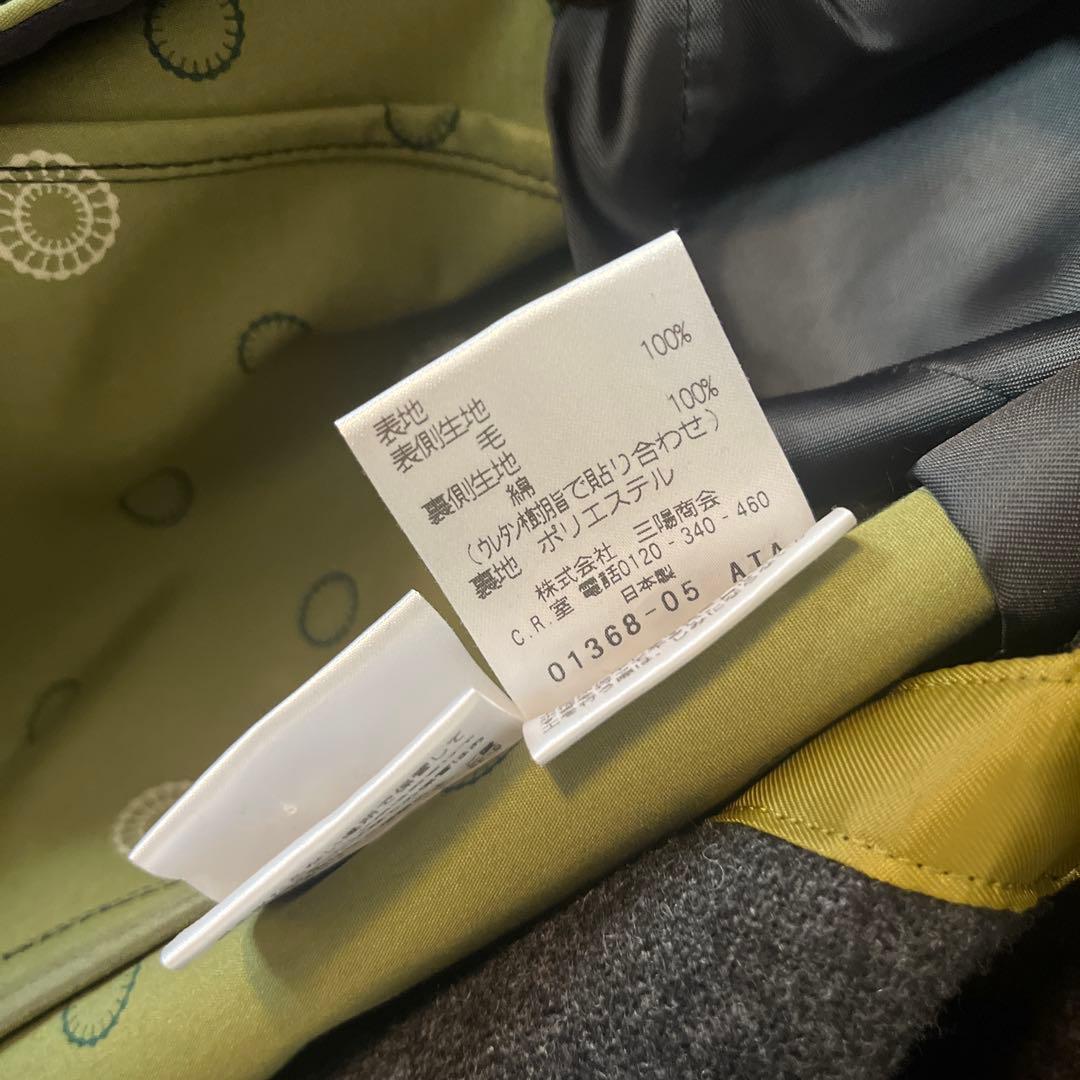 表地
表側生地
毛 100%
裏側生地
綿 100%
(ウレタン樹脂で貼り合わせ)
裏地 ポリエステル
株式会社 三陽商会
C.R.室 電話0120-340-460
日本製
01368-05 ATA